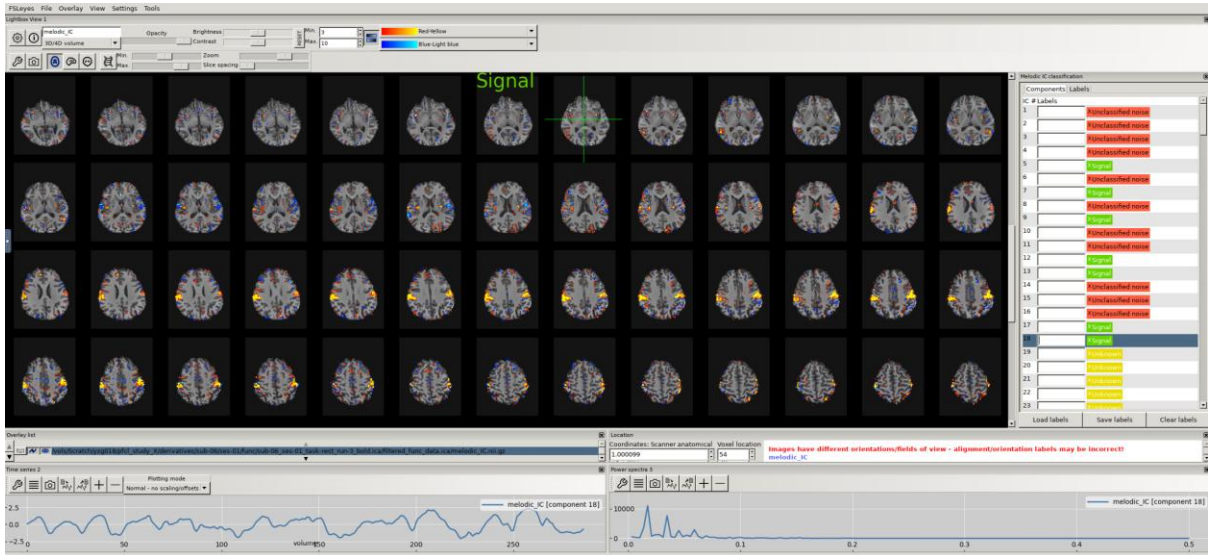 FSLeyes File Overlay View Settings Tools
Lightbox View 1
melodic_IC
3D/4D volume
Opacity
Brightness
Contrast
RESET
Min. 3
Max. 10
Red-Yellow
Blue-Light blue
Min.
Max.
Zoom
Slice spacing
Signal
Melodic IC classification
Components Labels
IC # Labels
1 Unclassified noise
2 Unclassified noise
3 Unclassified noise
4 Unclassified noise
5 Signal
6 Unclassified noise
7 Signal
8 Unclassified noise
9 Signal
10 Unclassified noise
11 Unclassified noise
12 Signal
13 Signal
14 Unclassified noise
15 Unclassified noise
16 Unclassified noise
17 Signal
18 Signal
19 Unknown
20 Unknown
21 Unknown
22 Unknown
23
Load labels Save labels Clear labels
Overlay list
Location
Coordinates: Scanner anatomical Voxel location
1.000099
54
Images have different orientations/fields of view - alignment/orientation labels may be incorrect!
melodic_IC
Time series 2
Plotting mode
Normal - no scaling/offsets
melodic_IC [component 18]
2.5
0.0
-2.5
0 50 100 150 200 250
volume
Power spectra 3
melodic_IC [component 18]
10000
0
0.0 0.1 0.2 0.3 0.4 0.5